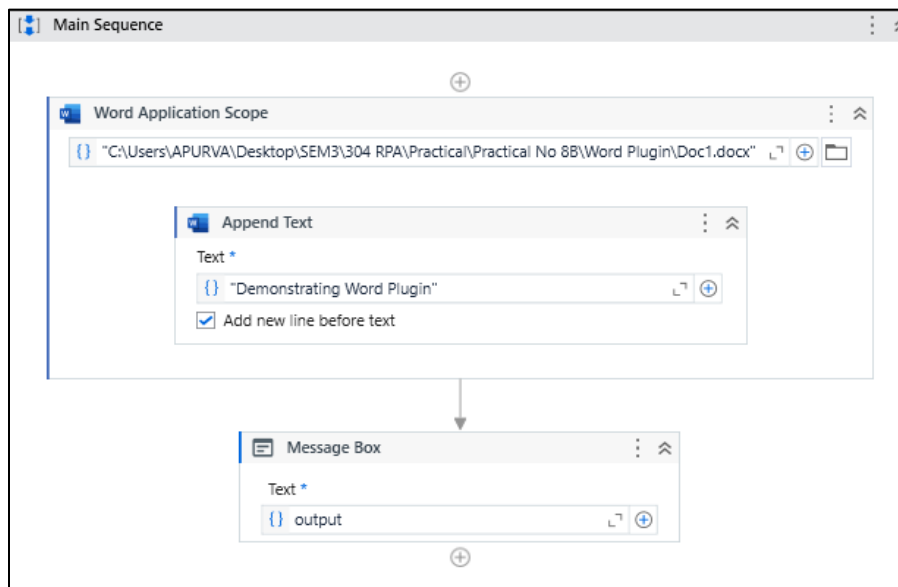 Main Sequence
Word Application Scope
"C:\Users\APURVA\Desktop\SEM3\304 RPA\Practical\Practical No 8B\Word Plugin\Doc1.docx"
Append Text
Text *
"Demonstrating Word Plugin"
Add new line before text
Message Box
Text *
output